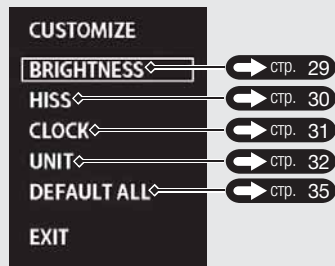 CUSTOMIZE
BRIGHTNESS стр. 29
HISS стр. 30
CLOCK стр. 31
UNIT стр. 32
DEFAULT ALL стр. 35
EXIT